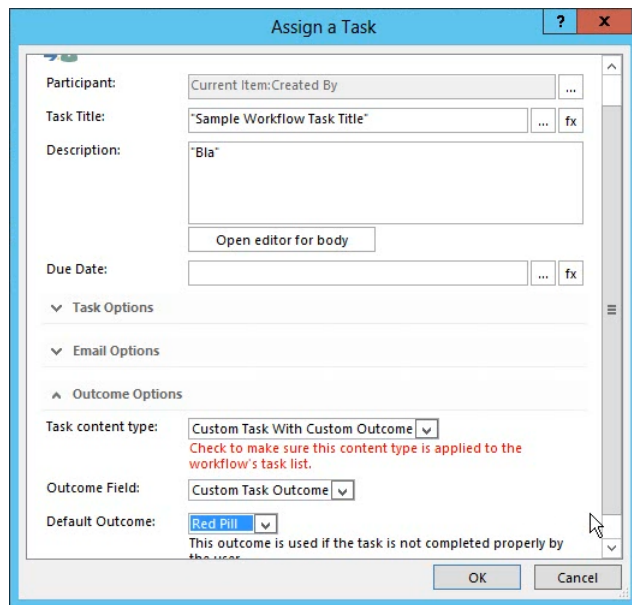 Assign a Task
?
x
Participant:
Current Item:Created By
...
Task Title:
"Sample Workflow Task Title"
...
fx
Description:
"Bla"
Open editor for body
Due Date:
...
fx
Task Options
Email Options
Outcome Options
Task content type:
Custom Task With Custom Outcome
Check to make sure this content type is applied to the
workflow's task list.
Outcome Field:
Custom Task Outcome
Default Outcome:
Red Pill
This outcome is used if the task is not completed properly by
the user
OK
Cancel